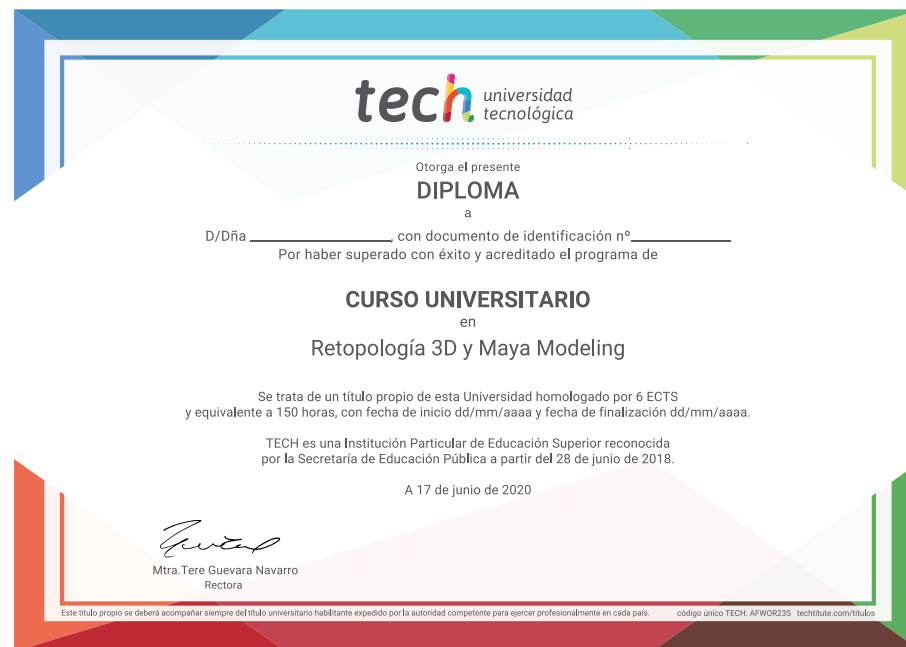 tech universidad
tecnológica
Otorga el presente
DIPLOMA
a
D/Dña ____________________, con documento de identificación nº______________
Por haber superado con éxito y acreditado el programa de
CURSO UNIVERSITARIO
en
Retopología 3D y Maya Modeling
Se trata de un título propio de esta Universidad homologado por 6 ECTS
y equivalente a 150 horas, con fecha de inicio dd/mm/aaaa y fecha de finalización dd/mm/aaaa.
TECH es una Institución Particular de Educación Superior reconocida
por la Secretaría de Educación Pública a partir del 28 de junio de 2018.
A 17 de junio de 2020
Mtra.Tere Guevara Navarro
Rectora
Este título propio se deberá acompañar siempre del título universitario habilitante expedido por la autoridad competente para ejercer profesionalmente en cada país. código único TECH: AFWOR23S techtitute.com/titulos